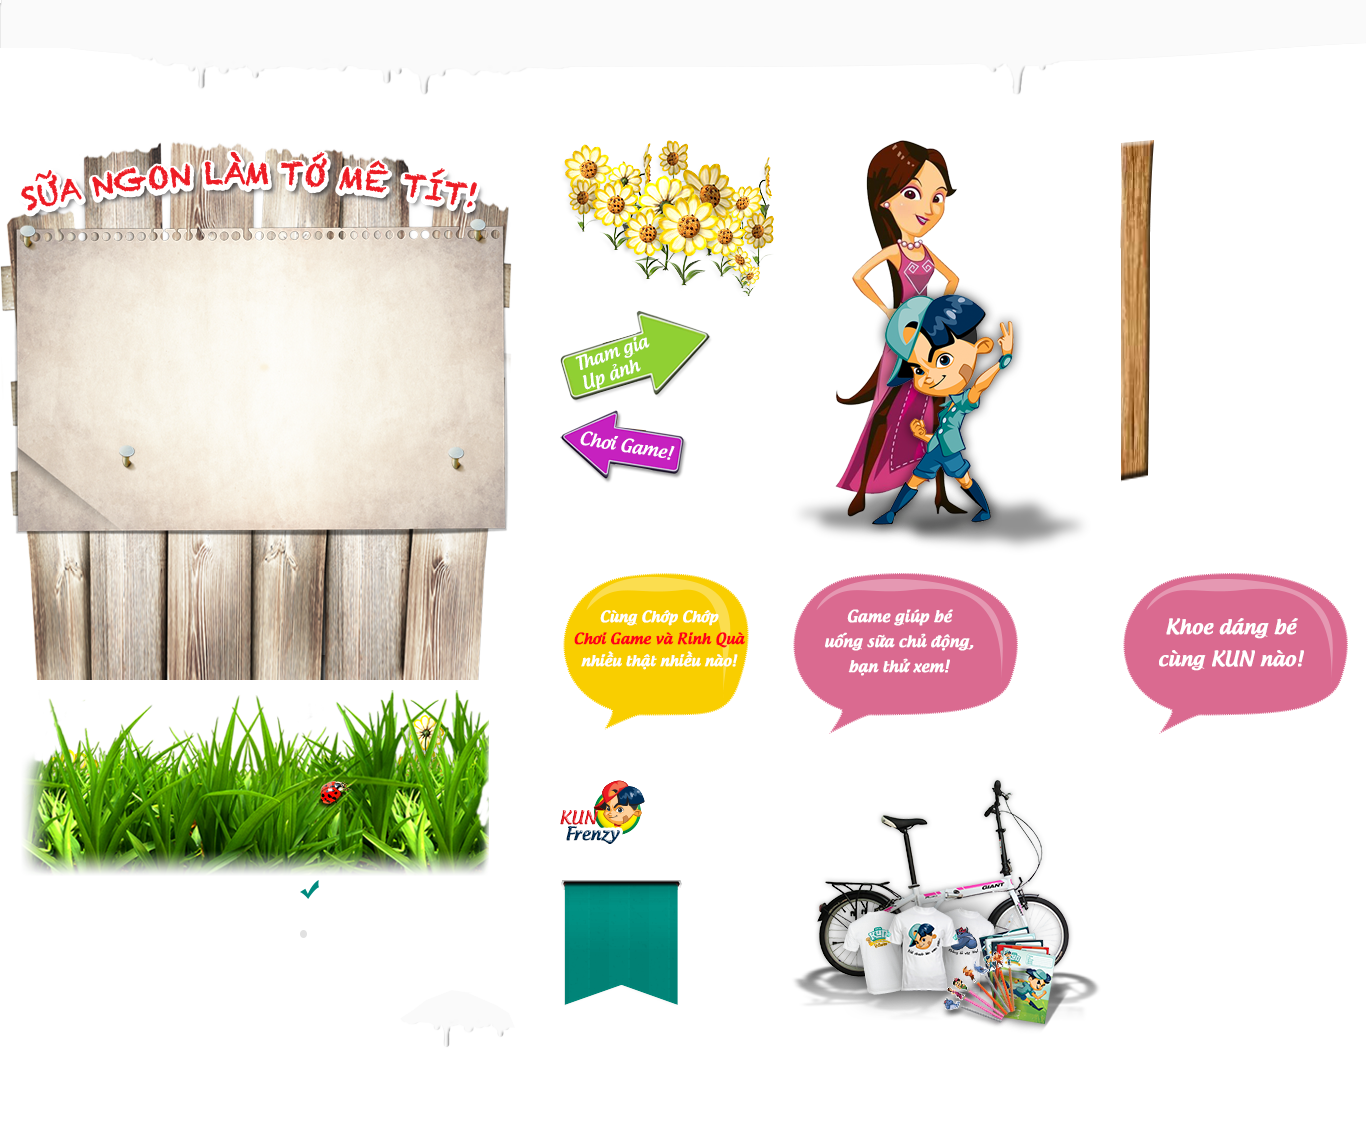 SỮA NGON LÀM TỚ MÊ TÍT!
Tham gia
Up ảnh
Chơi Game!
Cùng Chớp Chớp
Chơi Game và Rinh Quà
nhiều thật nhiều nào!
Game giúp bé
uống sữa chủ động,
bạn thử xem!
Khoe dáng bé
cùng KUN nào!
KUN
Frenzy
GIANT